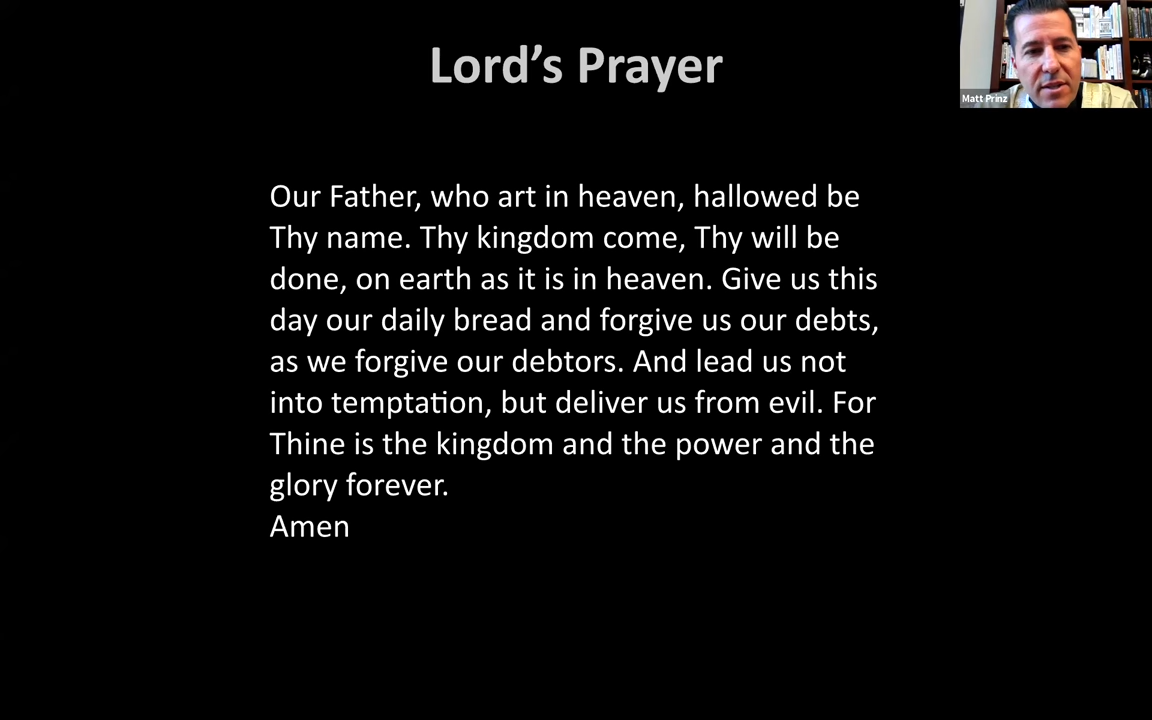 Lord’s Prayer
Matt Prinz
Our Father, who art in heaven, hallowed be
Thy name. Thy kingdom come, Thy will be
done, on earth as it is in heaven. Give us this
day our daily bread and forgive us our debts,
as we forgive our debtors. And lead us not
into temptation, but deliver us from evil. For
Thine is the kingdom and the power and the
glory forever.
Amen